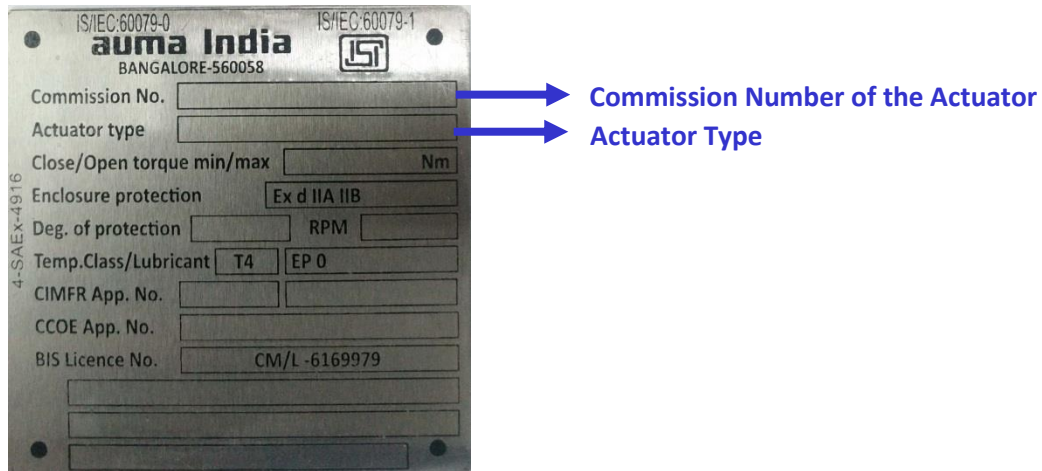 IS/IEC:60079-0 IS/IEC:60079-1
auma India
BANGALORE-560058
ISI
Commission No.
Commission Number of the Actuator
Actuator type
Actuator Type
Close/Open torque min/max Nm
Enclosure protection Ex d IIA IIB
Deg. of protection RPM
Temp.Class/Lubricant T4 EP 0
CIMFR App. No.
CCOE App. No.
BIS Licence No. CM/L -6169979
4-SAEx-4916